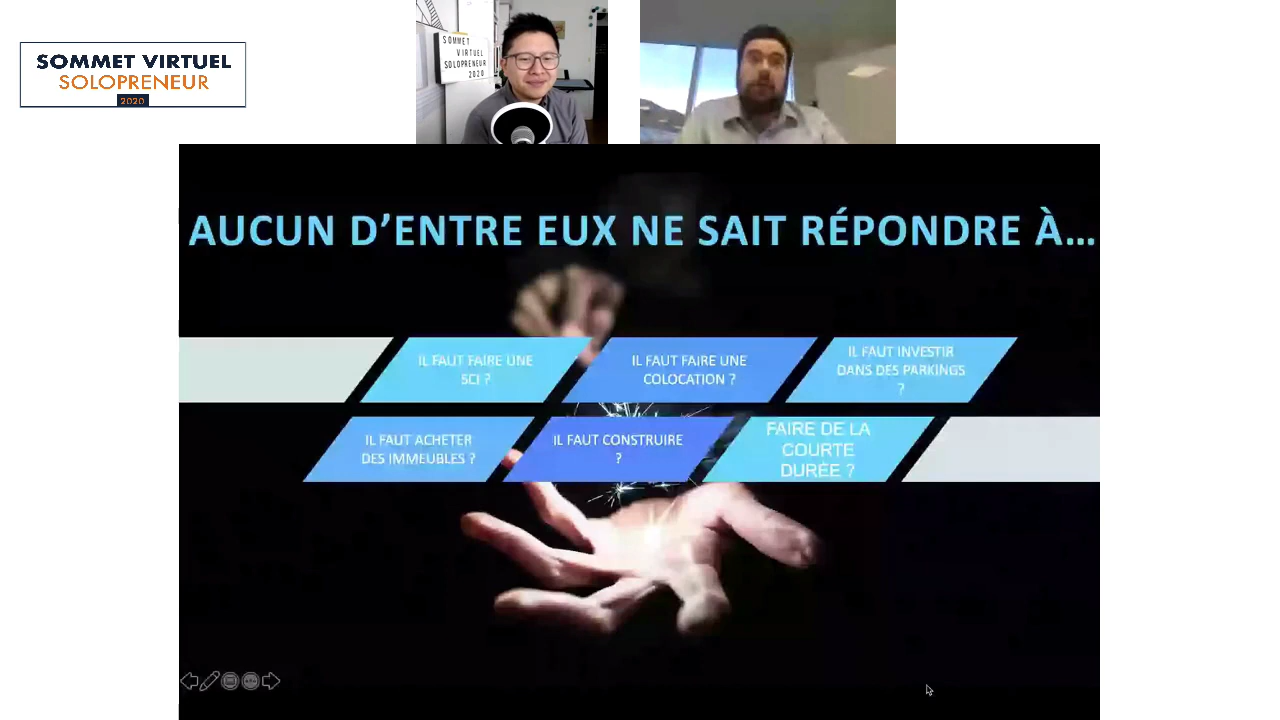 SOMMET VIRTUEL
SOLOPRENEUR
2020
SOMMET
VIRTUEL
SOLOPRENEUR
2020
AUCUN D’ENTRE EUX NE SAIT RÉPONDRE À…
IL FAUT FAIRE UNE
SCI ?
IL FAUT FAIRE UNE
COLOCATION ?
IL FAUT INVESTIR
DANS DES PARKINGS
?
IL FAUT ACHETER
DES IMMEUBLES ?
IL FAUT CONSTRUIRE
?
FAIRE DE LA
COURTE
DURÉE ?